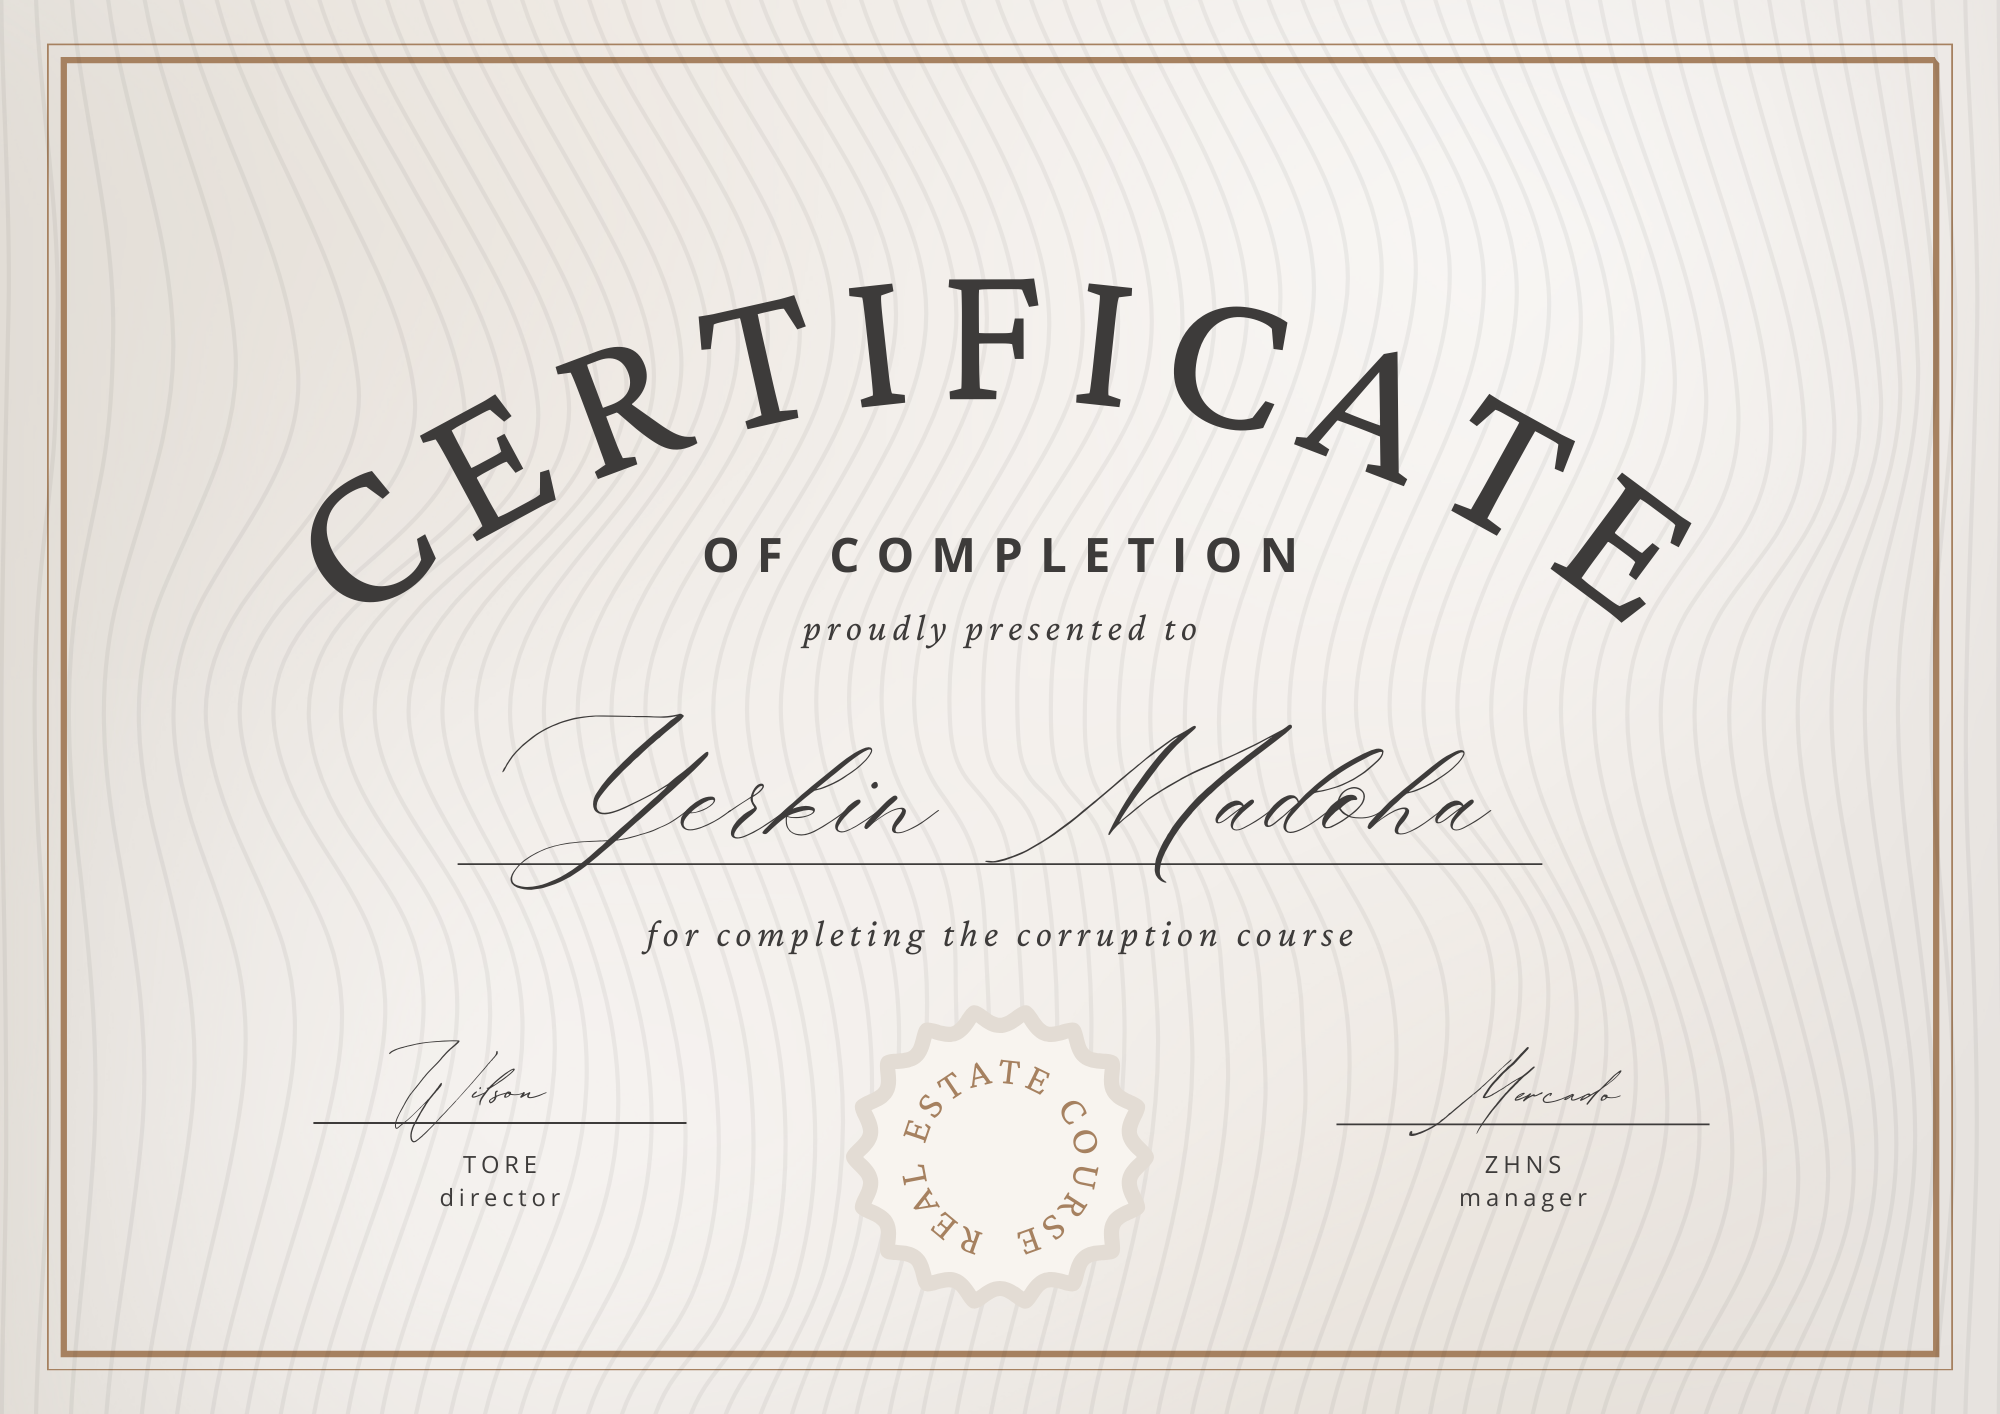 CERTIFICATE
OF COMPLETION
proudly presented to
Yerkin Madoha
for completing the corruption course
Wilson
TORE
director
REAL ESTATE COURSE
Mercado
ZHNS
manager